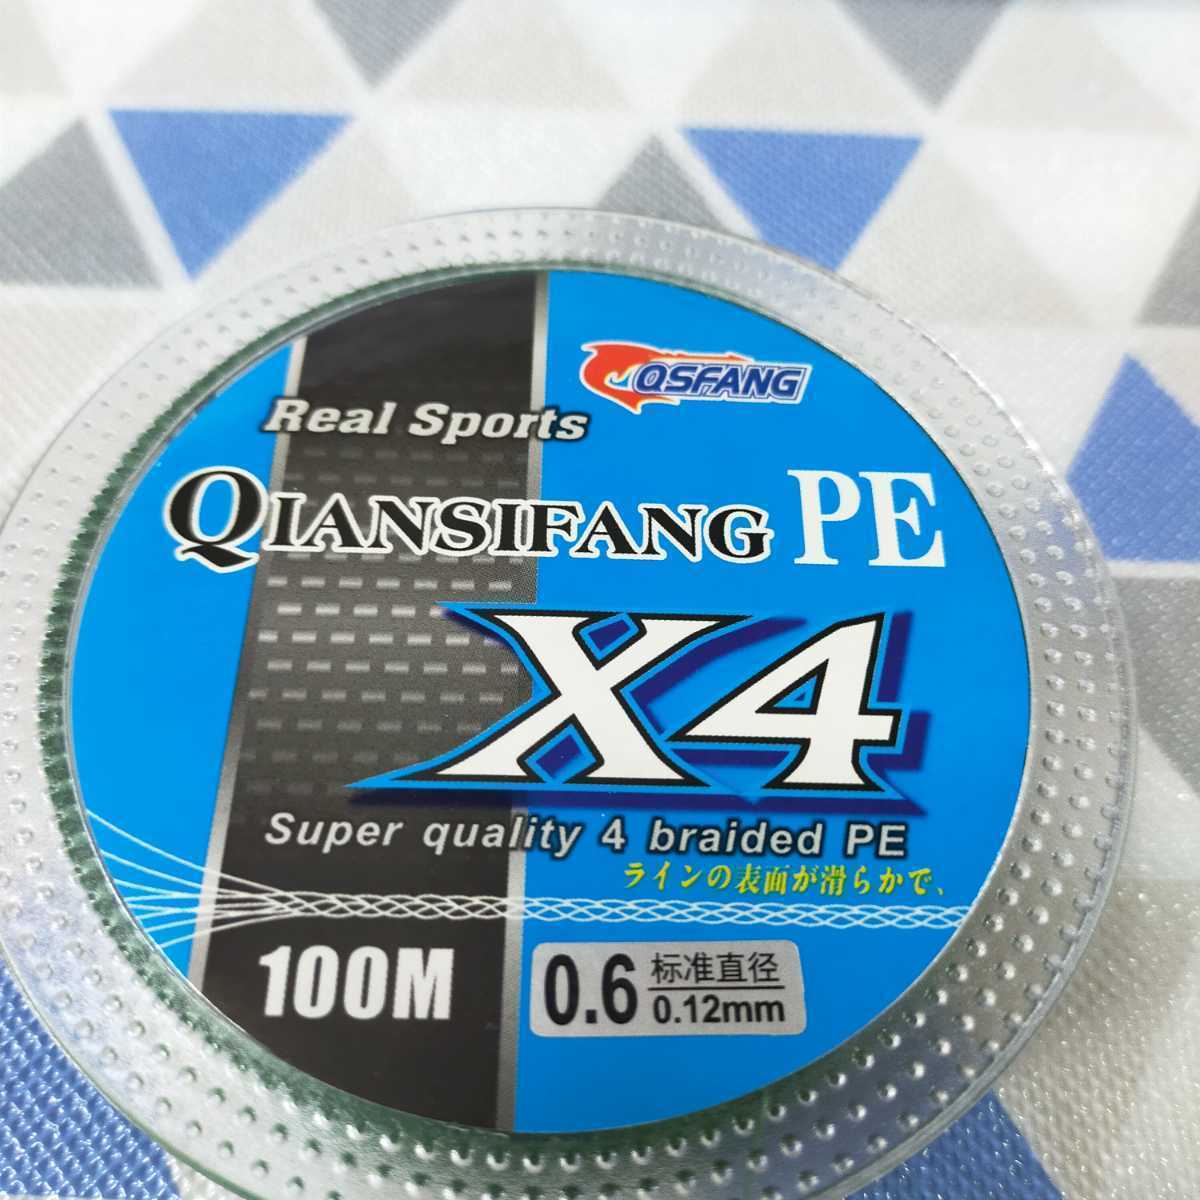 QSFANG
Real Sports
QIANSIFANG PE
X4
Super quality 4 braided PE
ラインの表面が滑らかで、
100M
0.6
标准直径
0.12mm